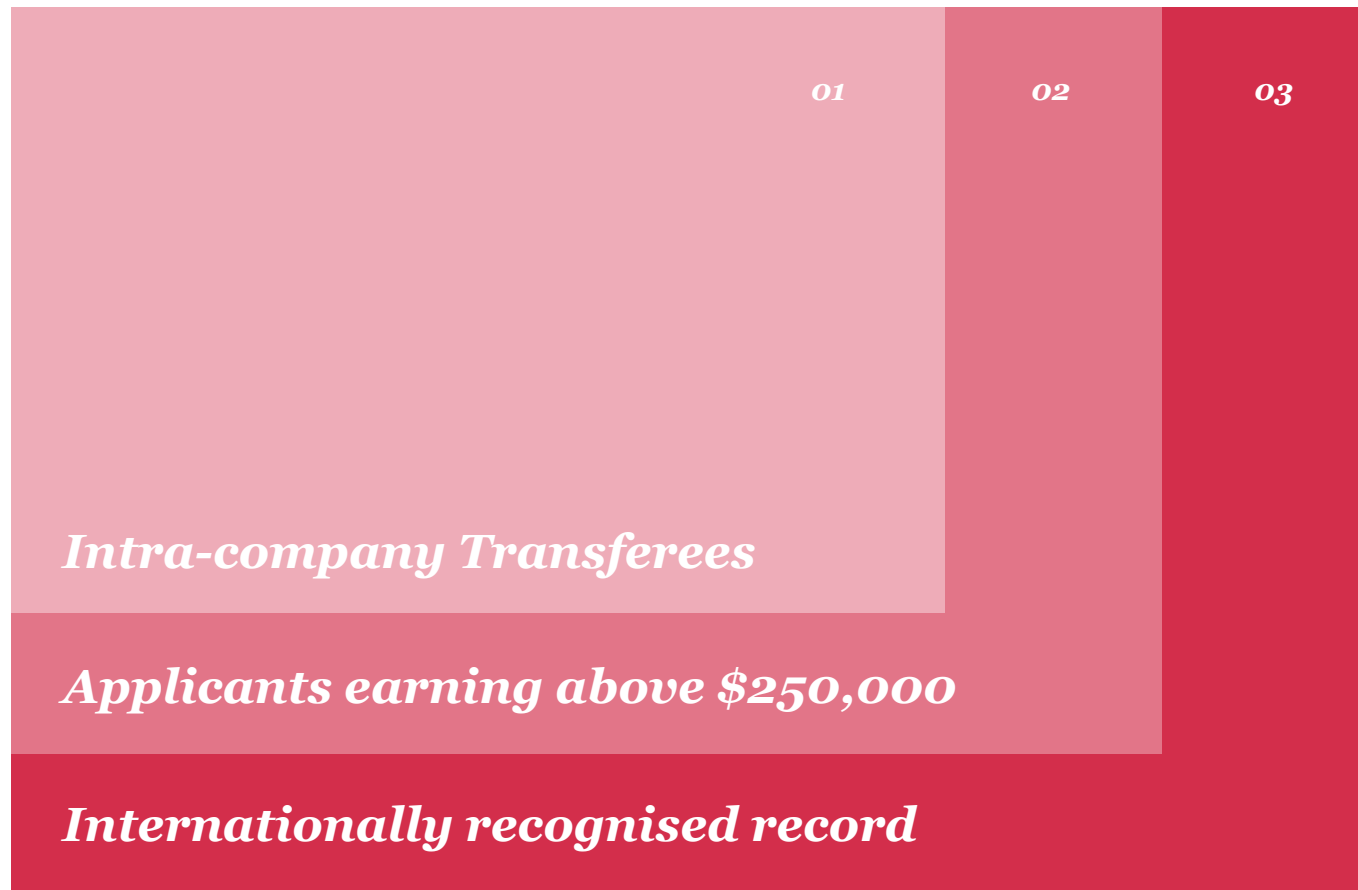 01
02
03
Intra-company Transferees
Applicants earning above $250,000
Internationally recognised record